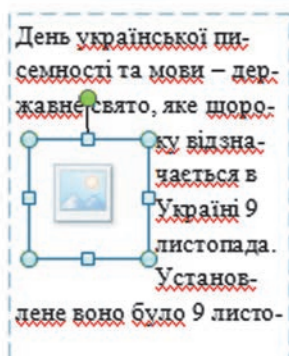 День української пи-
семності та мови – дер-
жавне свято, яке щоро-
ку відзна-
чається в
Україні 9
листопада.
Установ-
лене воно було 9 листо-